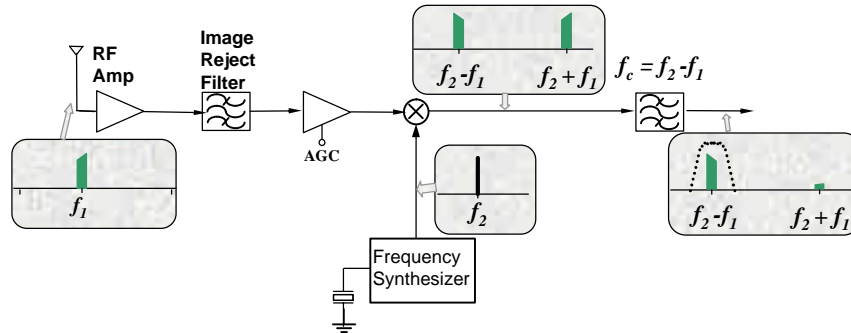 RF
Amp
Image
Reject
Filter
AGC
f1
f2-f1
f2+f1
f2
Frequency
Synthesizer
fc=f2-f1
f2-f1
f2+f1